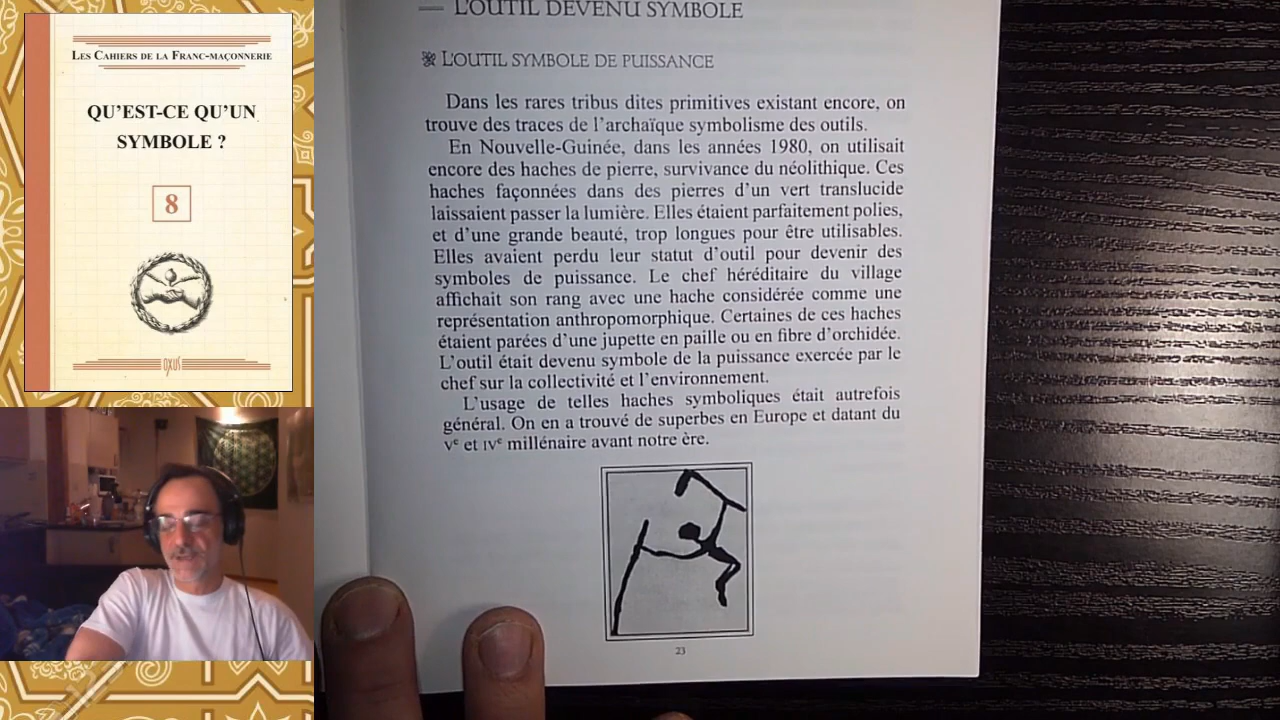 LES CAHIERS DE LA FRANC-MAÇONNERIE
QU'EST-CE QU'UN
SYMBOLE ?
8
OXUS
— L'OUTIL DEVENU SYMBOLE
L'OUTIL SYMBOLE DE PUISSANCE
Dans les rares tribus dites primitives existant encore, on
trouve des traces de l'archaïque symbolisme des outils.
En Nouvelle-Guinée, dans les années 1980, on utilisait
encore des haches de pierre, survivance du néolithique. Ces
haches façonnées dans des pierres d'un vert translucide
laissaient passer la lumière. Elles étaient parfaitement polies,
et d'une grande beauté, trop longues pour être utilisables.
Elles avaient perdu leur statut d'outil pour devenir des
symboles de puissance. Le chef héréditaire du village
affichait son rang avec une hache considérée comme une
représentation anthropomorphique. Certaines de ces haches
étaient parées d'une jupette en paille ou en fibre d'orchidée.
L'outil était devenu symbole de la puissance exercée par le
chef sur la collectivité et l'environnement.
L'usage de telles haches symboliques était autrefois
général. On en a trouvé de superbes en Europe et datant du
Ve et IVe millénaire avant notre ère.
23